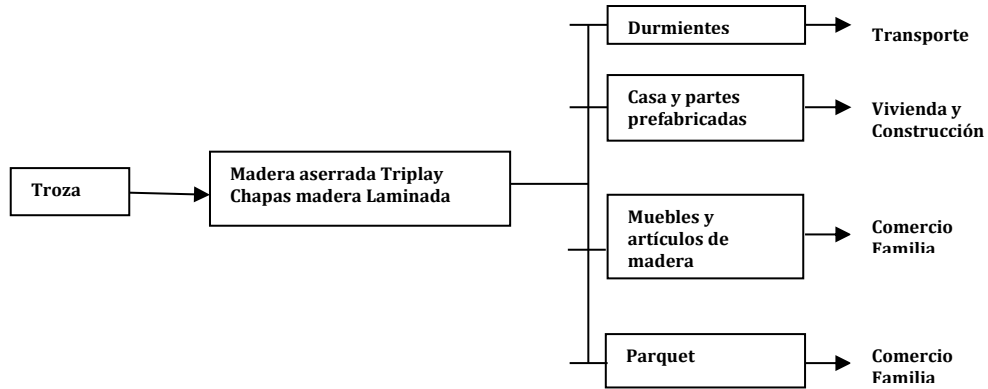 Troza
Madera aserrada Triplay
Chapas madera Laminada
Durmientes
Transporte
Casa y partes
prefabricadas
Vivienda y
Construcción
Muebles y
artículos de
madera
Comercio
Familia
Parquet
Comercio
Familia